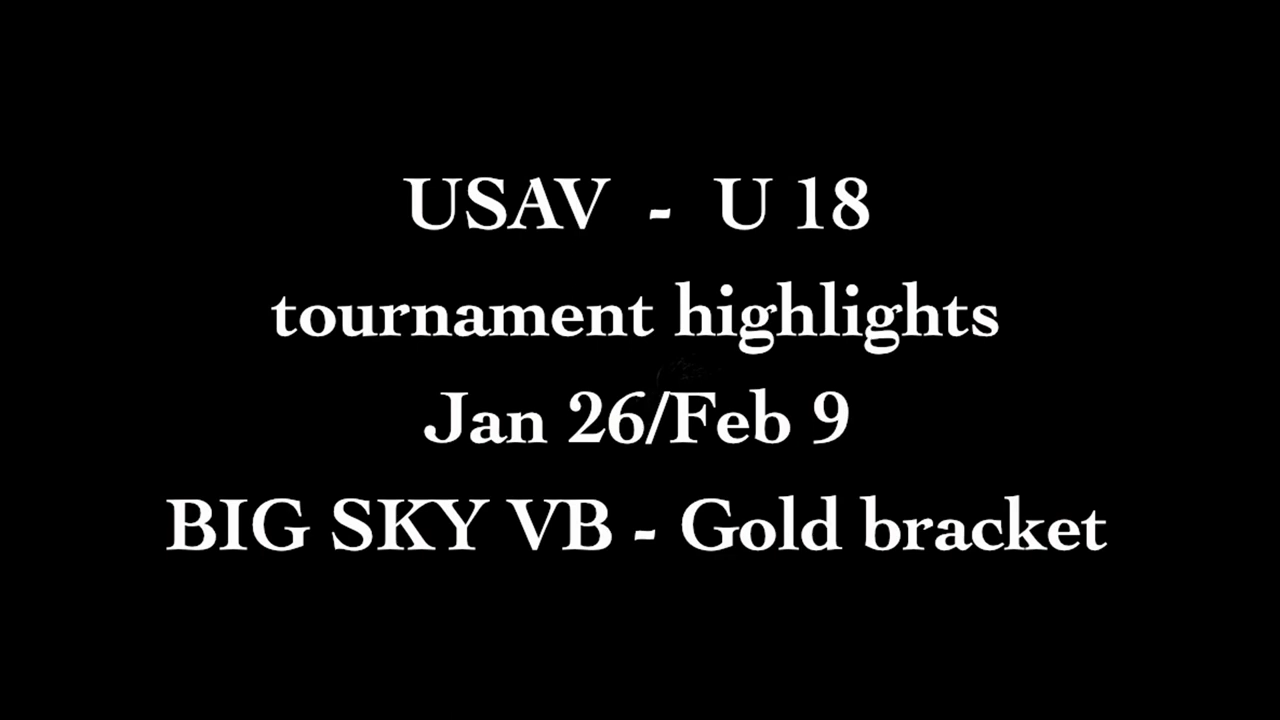 USAV - U 18
tournament highlights
Jan 26/Feb 9
BIG SKY VB - Gold bracket